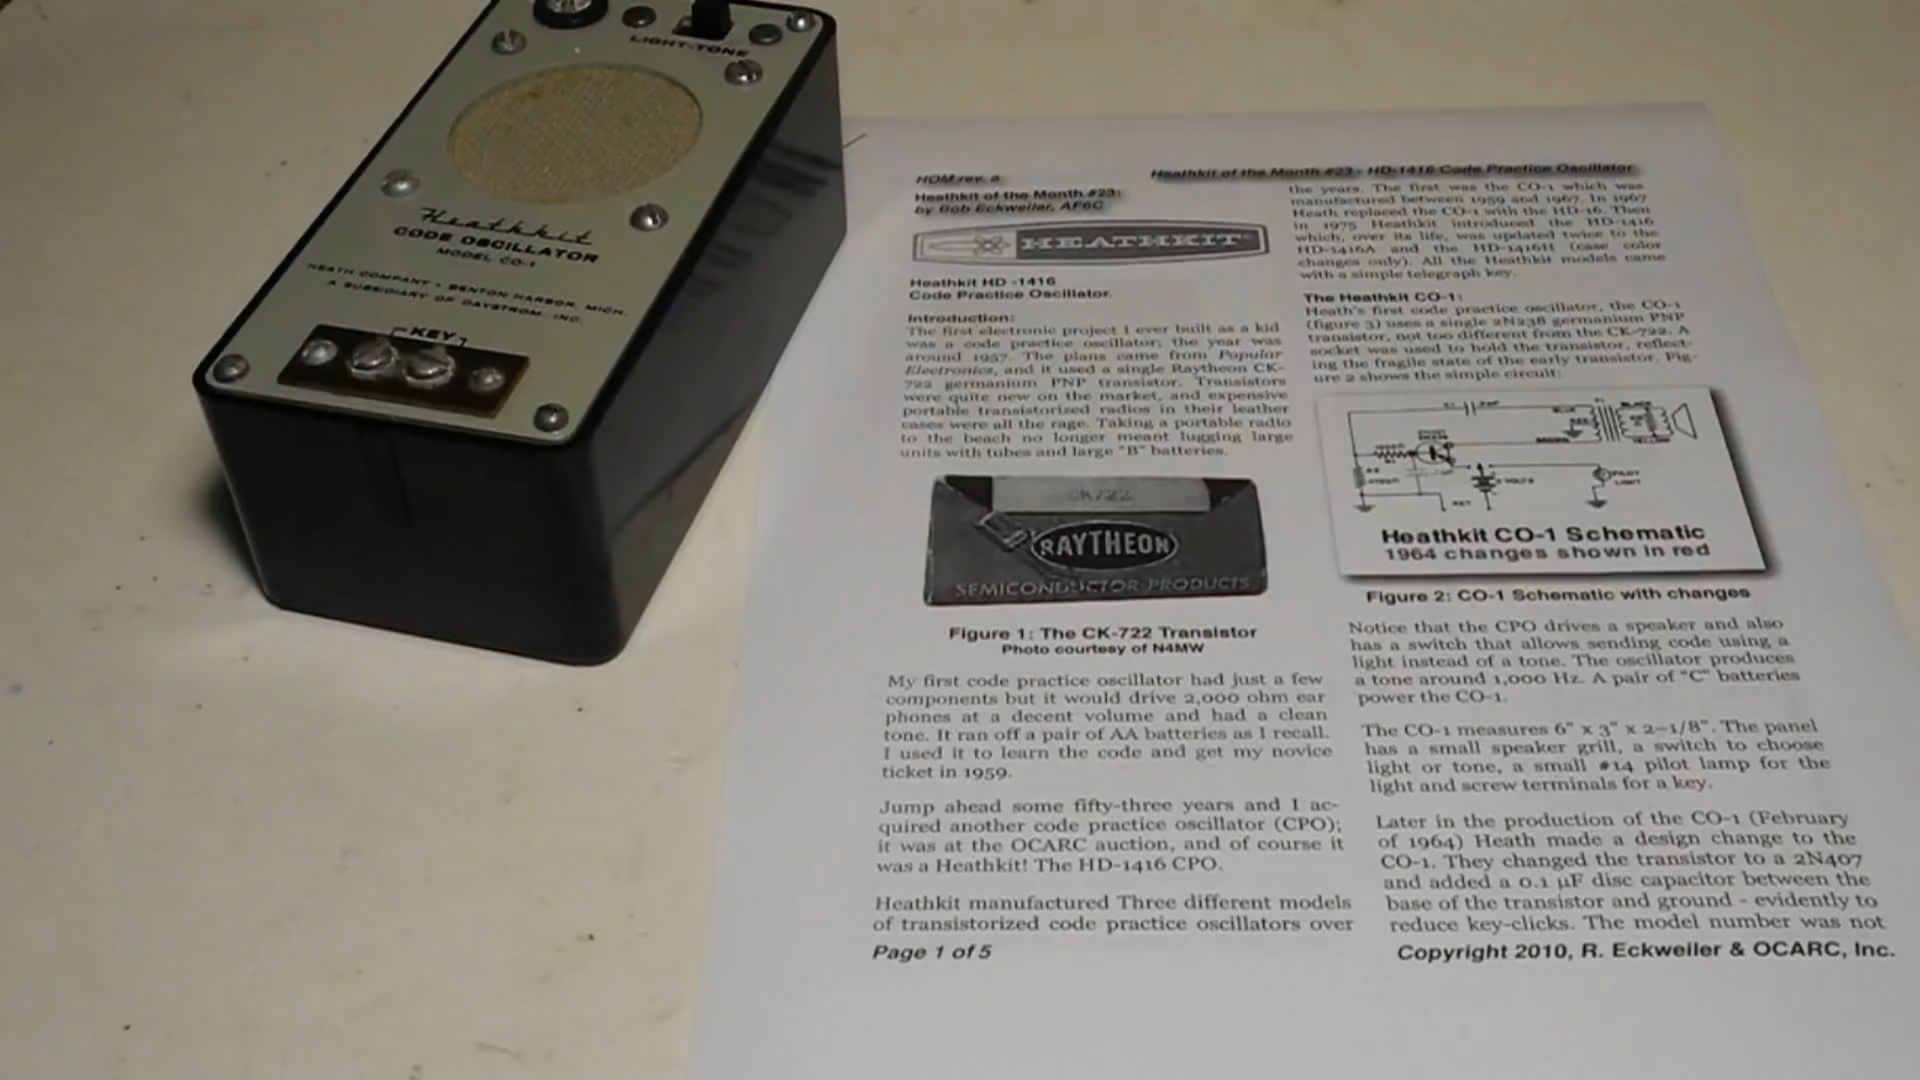 LIGHT-TONE
Heathkit
CODE OSCILLATOR
MODEL CO-1
HEATH COMPANY • BENTON HARBOR, MICH.
A SUBSIDIARY OF DAYSTROM, INC.
KEY
HOM rev. a
Heathkit of the Month #23 - HD-1416 Code Practice Oscillator
Heathkit of the Month #23:
by Bob Eckweiler, AF6C
HEATHKIT
Heathkit HD -1416
Code Practice Oscillator.
Introduction:
The first electronic project I ever built as a kid
was a code practice oscillator; the year was
around 1957. The plans came from Popular
Electronics, and it used a single Raytheon CK-
722 germanium PNP transistor. Transistors
were quite new on the market, and expensive
portable transistorized radios in their leather
cases were all the rage. Taking a portable radio
to the beach no longer meant lugging large
units with tubes and large "B" batteries.
CK722
RAYTHEON
SEMICONDUCTOR PRODUCTS
Figure 1: The CK-722 Transistor
Photo courtesy of N4MW
My first code practice oscillator had just a few
components but it would drive 2,000 ohm ear
phones at a decent volume and had a clean
tone. It ran off a pair of AA batteries as I recall.
I used it to learn the code and get my novice
ticket in 1959.
Jump ahead some fifty-three years and I ac-
quired another code practice oscillator (CPO);
it was at the OCARC auction, and of course it
was a Heathkit! The HD-1416 CPO.
Heathkit manufactured Three different models
of transistorized code practice oscillators over
Page 1 of 5
the years. The first was the CO-1 which was
manufactured between 1959 and 1967. In 1967
Heath replaced the CO-1 with the HD-16. Then
in 1975 Heathkit introduced the HD-1416
which, over its life, was updated twice to the
HD-1416A and the HD-1416H (case color
changes only). All the Heathkit models came
with a simple telegraph key.
The Heathkit CO-1:
Heath's first code practice oscillator, the CO-1
(figure 3) uses a single 2N238 germanium PNP
transistor, not too different from the CK-722. A
socket was used to hold the transistor, reflect-
ing the fragile state of the early transistor. Fig-
ure 2 shows the simple circuit:
BLUE
BLACK
RED
YELLOW
BROWN
PILOT
LIGHT
3 VOLTS
KEY
Heathkit CO-1 Schematic
1964 changes shown in red
Figure 2: CO-1 Schematic with changes
Notice that the CPO drives a speaker and also
has a switch that allows sending code using a
light instead of a tone. The oscillator produces
a tone around 1,000 Hz. A pair of "C" batteries
power the CO-1.
The CO-1 measures 6" x 3" x 2-1/8". The panel
has a small speaker grill, a switch to choose
light or tone, a small #14 pilot lamp for the
light and screw terminals for a key.
Later in the production of the CO-1 (February
of 1964) Heath made a design change to the
CO-1. They changed the transistor to a 2N407
and added a 0.1 µF disc capacitor between the
base of the transistor and ground - evidently to
reduce key-clicks. The model number was not
Copyright 2010, R. Eckweiler & OCARC, Inc.